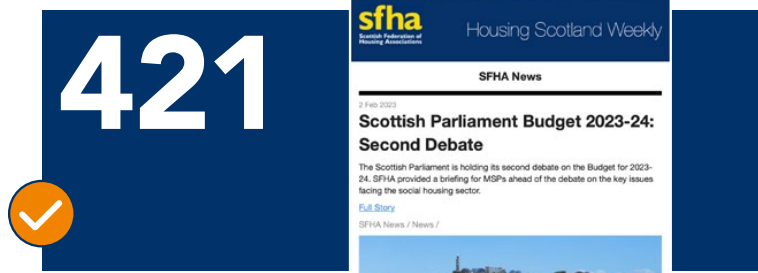 421
sfha
Scottish Federation of
Housing Associations
Housing Scotland Weekly
SFHA News
2 Feb 2023
Scottish Parliament Budget 2023-24:
Second Debate
The Scottish Parliament is holding its second debate on the Budget for 2023-
24. SFHA provided a briefing for MSPs ahead of the debate on the key issues
facing the social housing sector.
Full Story
SFHA News / News /